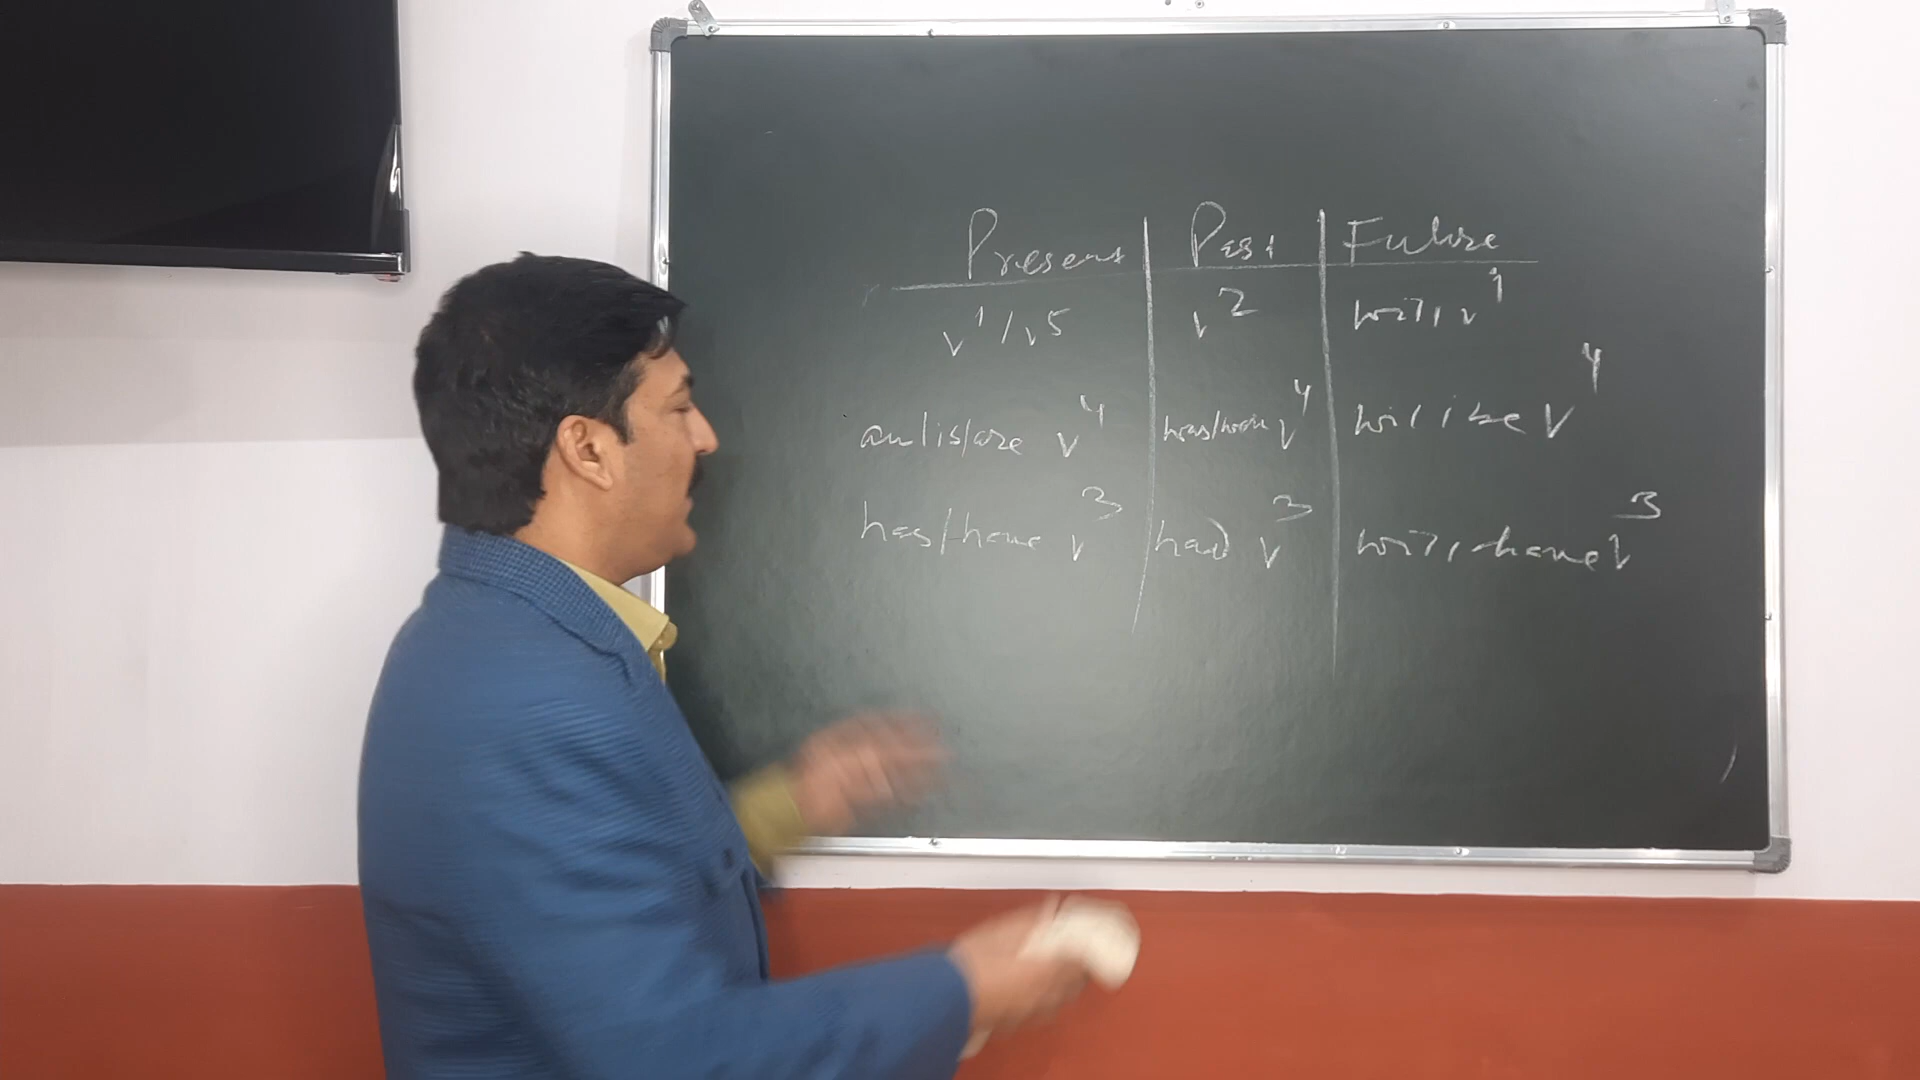 Present Past Future
v¹/v⁵ v² will v¹
am/is/are v⁴ was/were v⁴ will be v⁴
has/have v³ had v³ will have v³